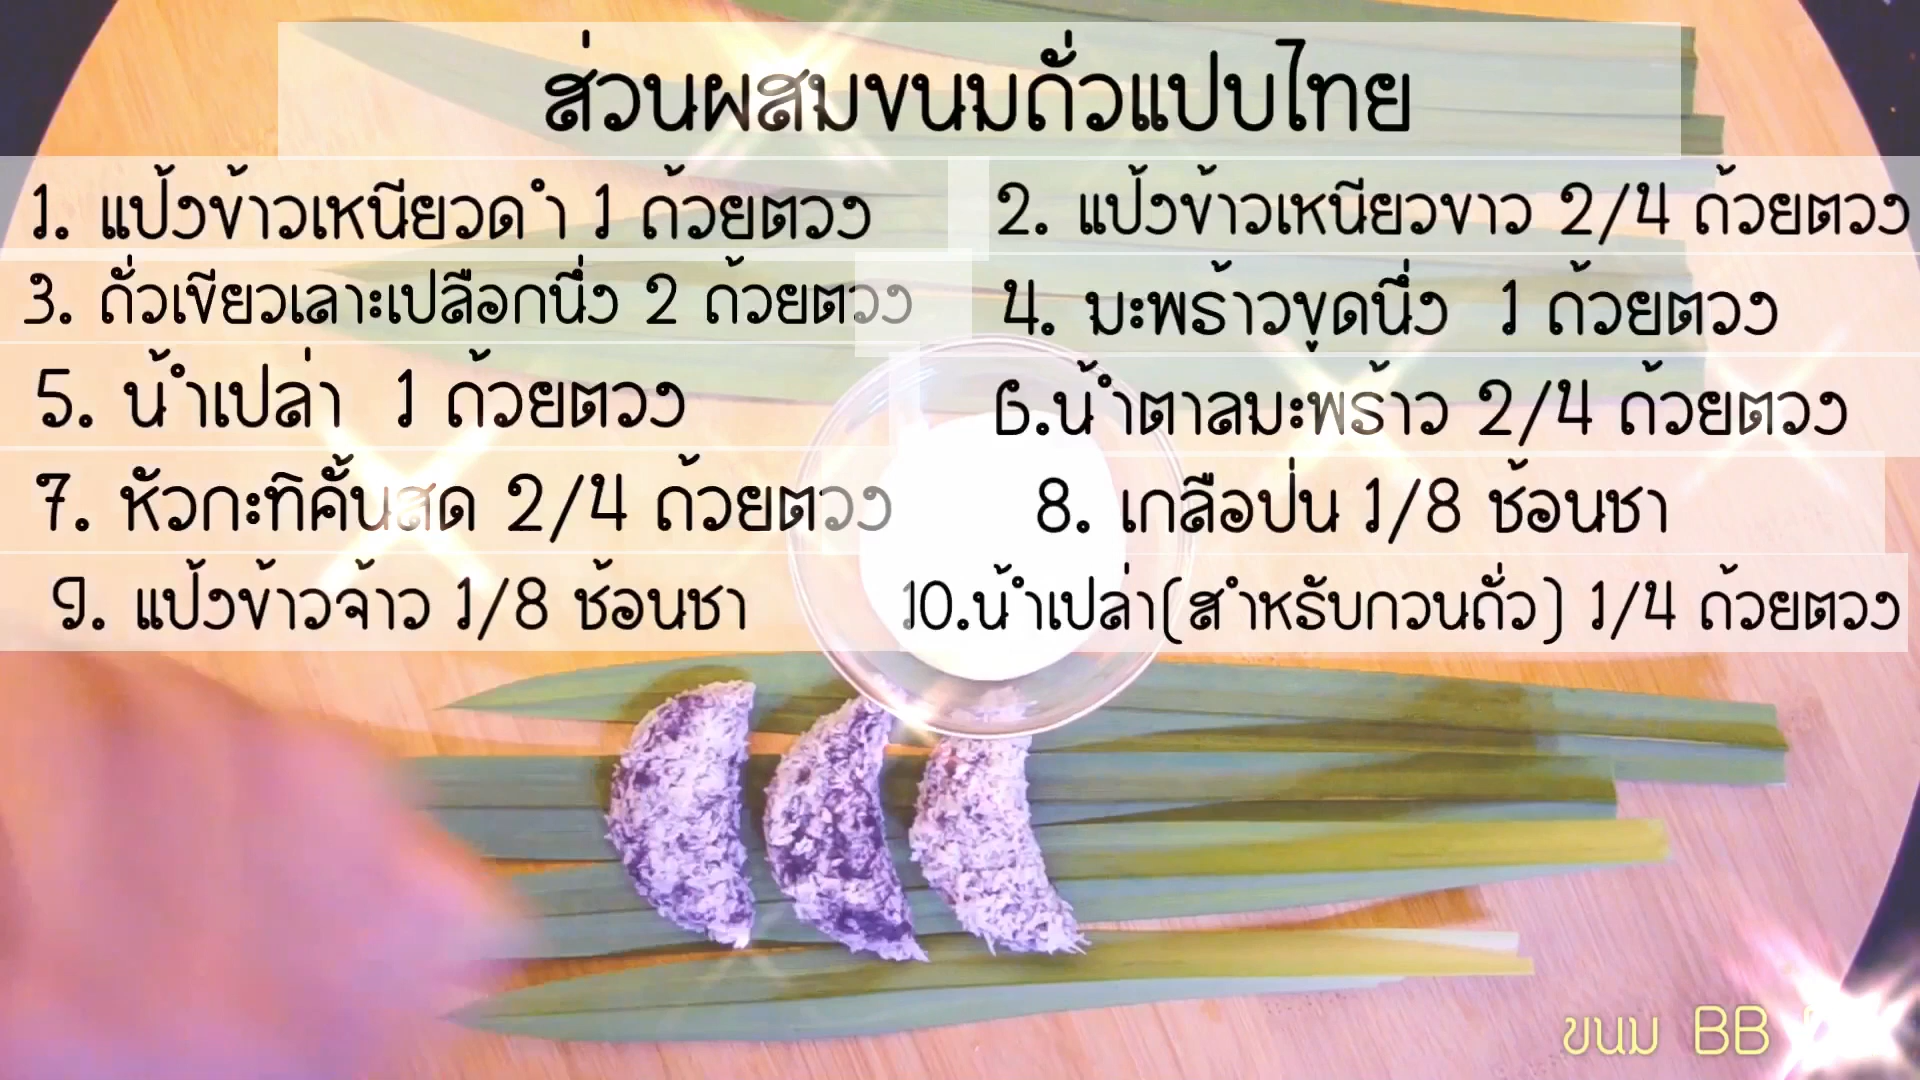 ส่วนผสมขนมถั่วแปบไทย
1. แป้งข้าวเหนียวดำ 1 ถ้วยตวง
2. แป้งข้าวเหนียวขาว 2/4 ถ้วยตวง
3. ถั่วเขียวเลาะเปลือกนึ่ง 2 ถ้วยตวง
4. มะพร้าวขูดนึ่ง 1 ถ้วยตวง
5. น้ำเปล่า 1 ถ้วยตวง
6.น้ำตาลมะพร้าว 2/4 ถ้วยตวง
7. หัวกะทิคั้นสด 2/4 ถ้วยตวง
8. เกลือป่น 1/8 ช้อนชา
9. แป้งข้าวจ้าว 1/8 ช้อนชา
10.น้ำเปล่า(สำหรับกวนถั่ว) 1/4 ถ้วยตวง
ขนม BB